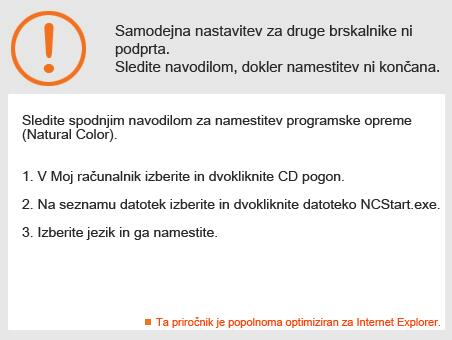 Samodejna nastavitev za druge brskalnike ni
podprta.
Sledite navodilom, dokler namestitev ni končana.
Sledite spodnjim navodilom za namestitev programske opreme
(Natural Color).
1. V Moj računalnik izberite in dvokliknite CD pogon.
2. Na seznamu datotek izberite in dvokliknite datoteko NCStart.exe.
3. Izberite jezik in ga namestite.
Ta priročnik je popolnoma optimiziran za Internet Explorer.